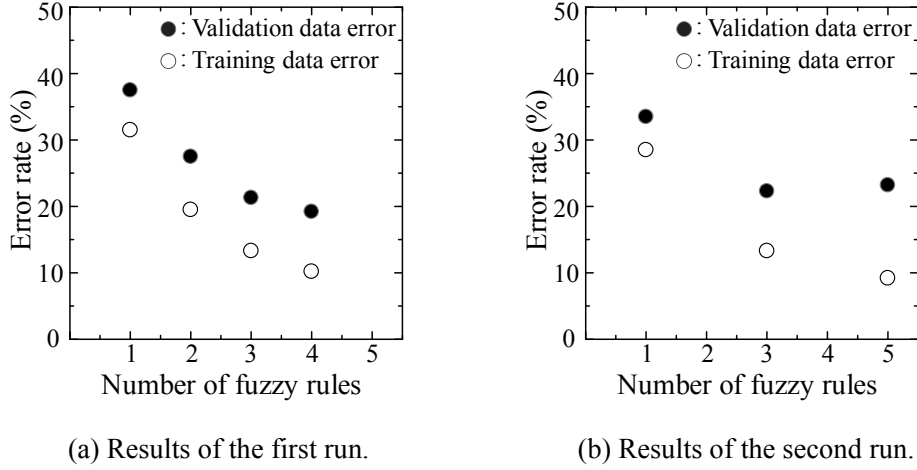 ●: Validation data error
○: Training data error
50
40
30
20
10
0
Error rate (%)
1 2 3 4 5
Number of fuzzy rules
(a) Results of the first run.
●: Validation data error
○: Training data error
50
40
30
20
10
0
Error rate (%)
1 2 3 4 5
Number of fuzzy rules
(b) Results of the second run.